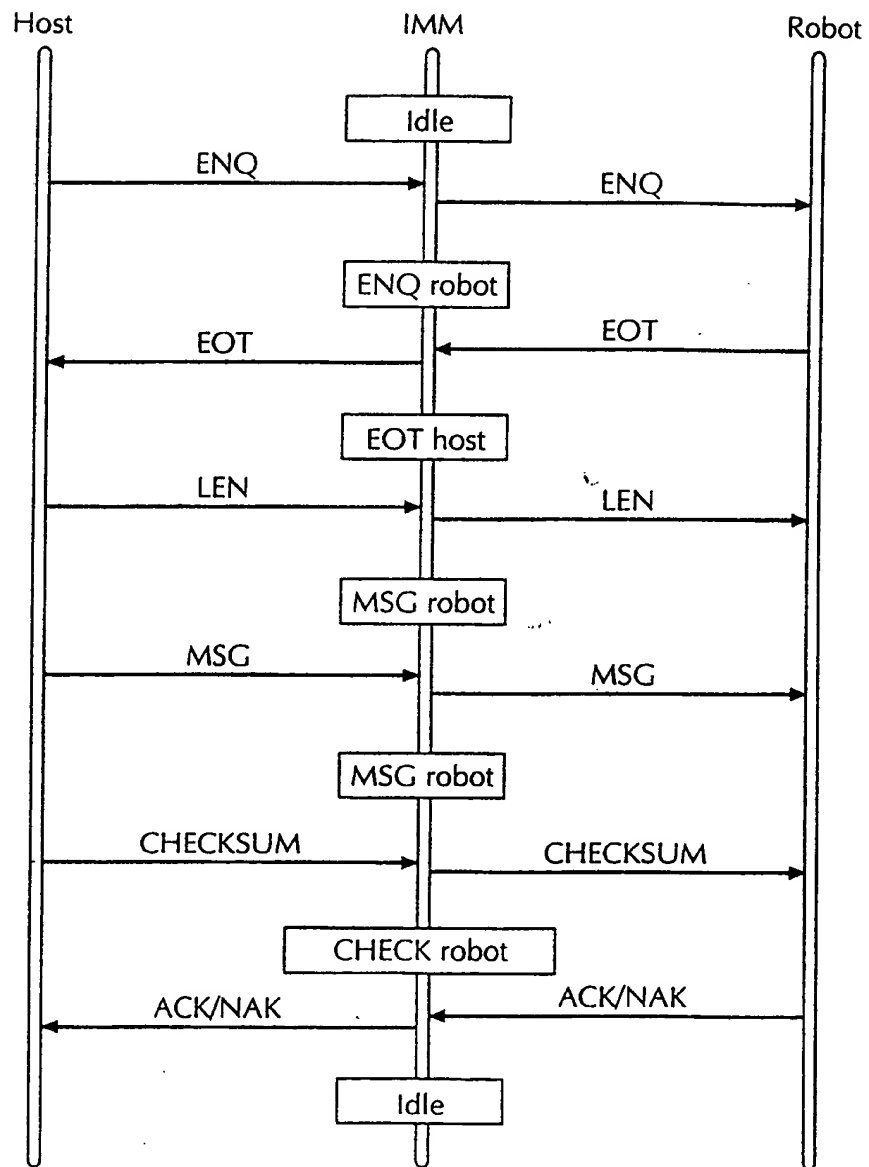 Host
IMM
Robot
Idle
ENQ
ENQ
ENQ robot
EOT
EOT
EOT host
LEN
LEN
MSG robot
MSG
MSG
MSG robot
CHECKSUM
CHECKSUM
CHECK robot
ACK/NAK
ACK/NAK
Idle